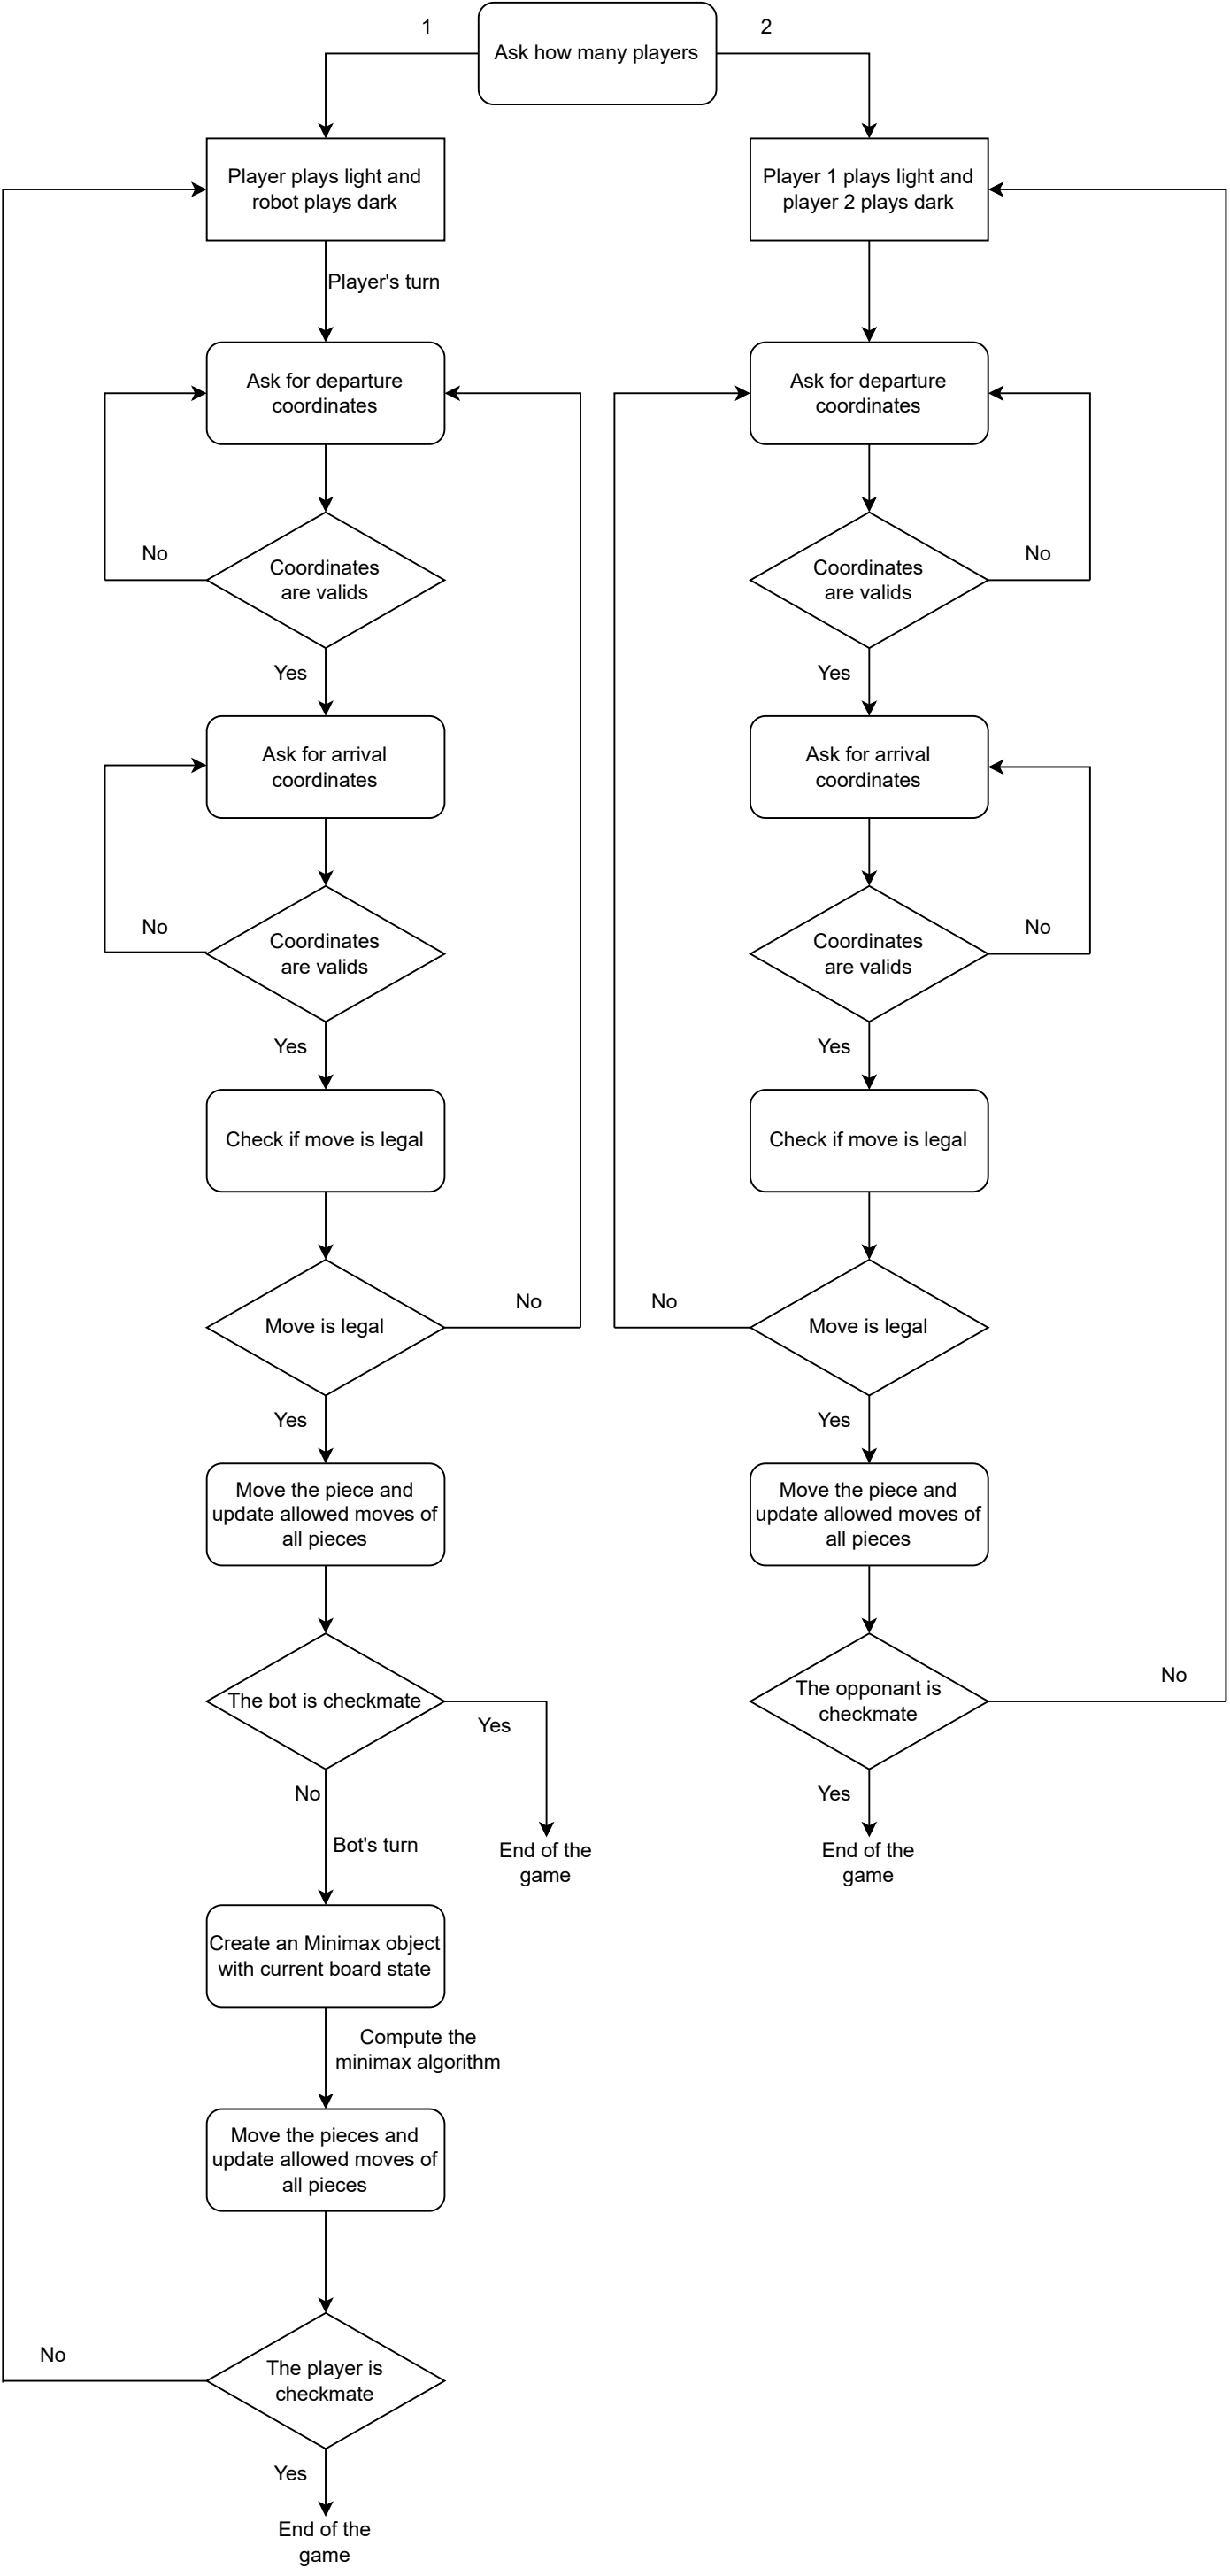 1
Ask how many players
2
Player plays light and
robot plays dark
Player 1 plays light and
player 2 plays dark
Player's turn
Ask for departure
coordinates
Ask for departure
coordinates
Coordinates
are valids
No
Coordinates
are valids
No
Yes
Yes
Ask for arrival
coordinates
Ask for arrival
coordinates
No
Coordinates
are valids
Coordinates
are valids
No
Yes
Yes
Check if move is legal
Check if move is legal
Move is legal
No
No
Move is legal
Yes
Yes
Move the piece and
update allowed moves of
all pieces
Move the piece and
update allowed moves of
all pieces
The bot is checkmate
Yes
The opponant is
checkmate
No
No
Bot's turn
End of the
game
Yes
End of the
game
Create an Minimax object
with current board state
Compute the
minimax algorithm
Move the pieces and
update allowed moves of
all pieces
No
The player is
checkmate
Yes
End of the
game